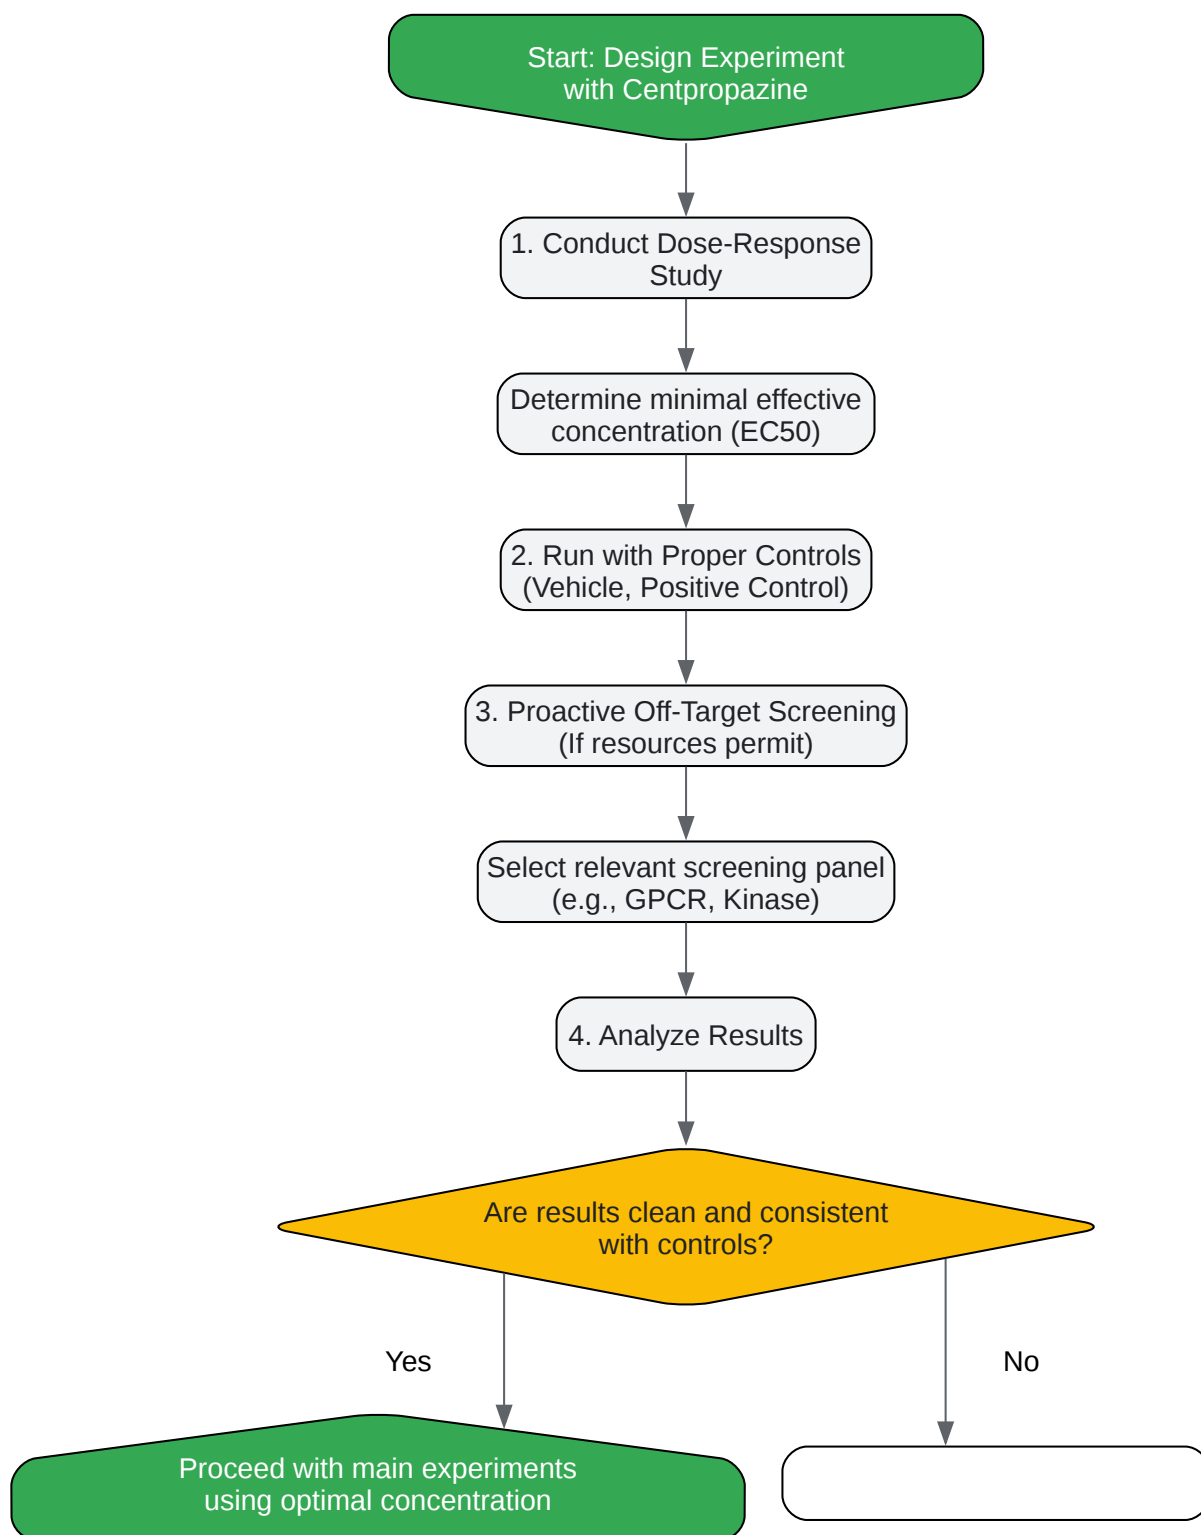 Start: Design Experiment
with Centpropazine
1. Conduct Dose-Response
Study
Determine minimal effective
concentration (EC50)
2. Run with Proper Controls
(Vehicle, Positive Control)
3. Proactive Off-Target Screening
(If resources permit)
Select relevant screening panel
(e.g., GPCR, Kinase)
4. Analyze Results
Are results clean and consistent
with controls?
Yes
No
Proceed with main experiments
using optimal concentration